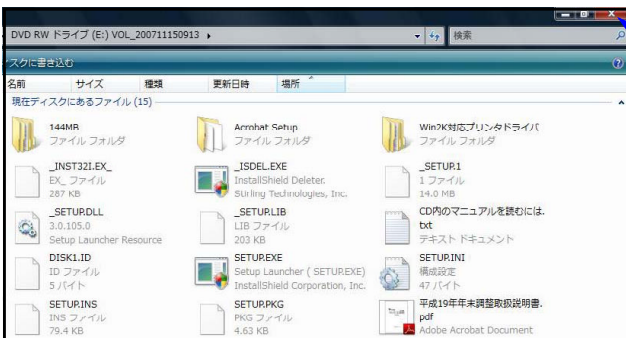 DVD RW ドライブ (E:) VOL_200711150913
検索
スクに書き込む
名前 サイズ 種類 更新日時 場所
現在ディスクにあるファイル (15)
144MB
ファイル フォルダ
Acrobat Setup
ファイル フォルダ
Win2K対応プリンタドライバ
ファイル フォルダ
_INST32I.EX_
EX_ ファイル
287 KB
_ISDEL.EXE
InstallShield Deleter.
Stirling Technologies, Inc.
_SETUP.1
1 ファイル
14.0 MB
_SETUP.DLL
3.0.105.0
Setup Launcher Resource
_SETUP.LIB
LIB ファイル
203 KB
CD内のマニュアルを読むには.
txt
テキスト ドキュメント
DISK1.ID
ID ファイル
5 バイト
SETUP.EXE
Setup Launcher ( SETUP.EXE)
InstallShield Corporation, Inc.
SETUP.INI
構成設定
47 バイト
SETUP.INS
INS ファイル
79.4 KB
SETUP.PKG
PKG ファイル
4.63 KB
平成19年年末調整取扱説明書.
pdf
Adobe Acrobat Document